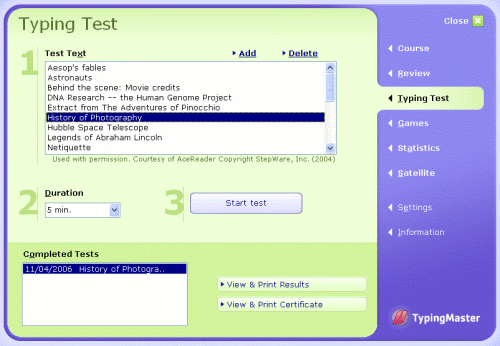 Typing Test
Close
1
Test Text
Add
Delete
Aesop's fables
Astronauts
Behind the scene: Movie credits
DNA Research -- the Human Genome Project
Extract from The Adventures of Pinocchio
History of Photography
Hubble Space Telescope
Legends of Abraham Lincoln
Netiquette
Used with permission. Courtesy of AceReader Copyright StepWare, Inc. (2004)
2
Duration
5 min.
3
Start test
Completed Tests
11/04/2006 History of Photogra..
View & Print Results
View & Print Certificate
Course
Review
Typing Test
Games
Statistics
Satellite
Settings
Information
TypingMaster